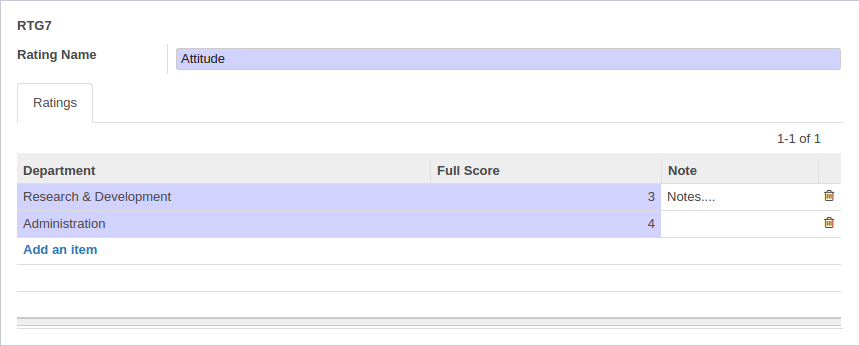 RTG7
Rating Name Attitude
Ratings
1-1 of 1
Department Full Score Note
Research & Development 3 Notes....
Administration 4
Add an item